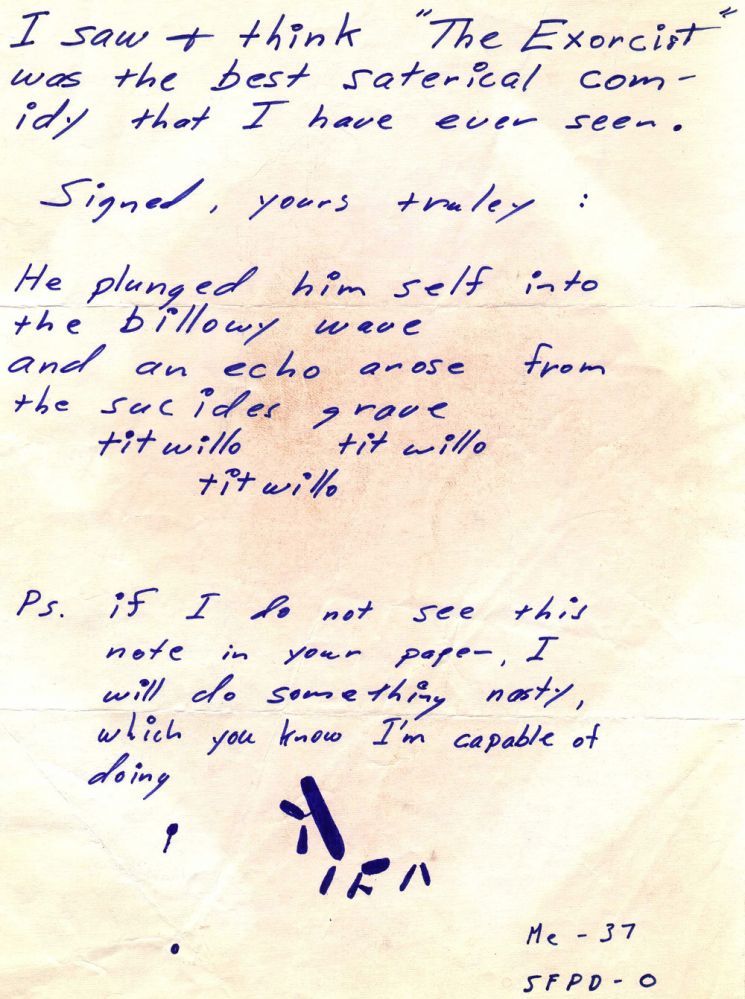 I saw + think "The Exorcist"
was the best saterical com-
idy that I have ever seen.
Signed, yours truley :
He plunged him self into
the billowy wave
and an echo arose from
the sucides grave
tit willo tit willo
tit willo
Ps. if I do not see this
note in your paper, I
will do something nasty,
which you know I'm capable of
doing
Me - 37
SFPD - 0